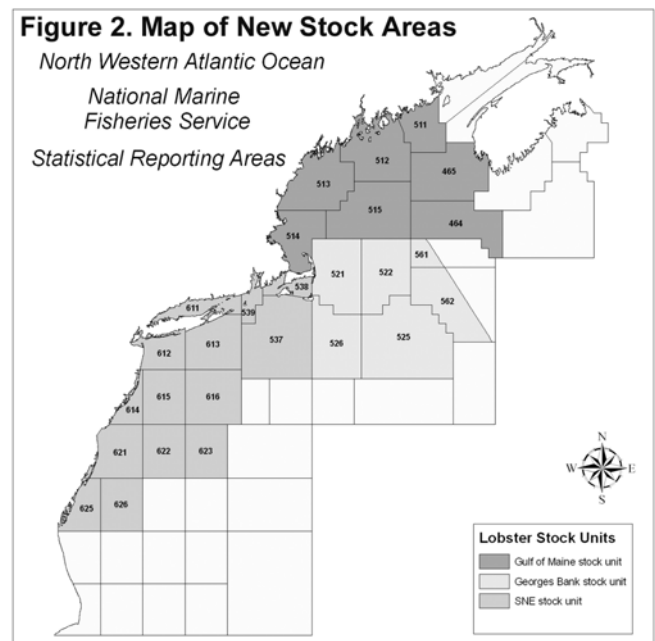 Figure 2. Map of New Stock Areas
North Western Atlantic Ocean
National Marine
Fisheries Service
Statistical Reporting Areas
511
512
465
513
515
464
514
561
521
522
538
562
611
539
613
537
526
525
612
615
616
614
621
622
623
625
626
N
W
E
S
Lobster Stock Units
Gulf of Maine stock unit
Georges Bank stock unit
SNE stock unit